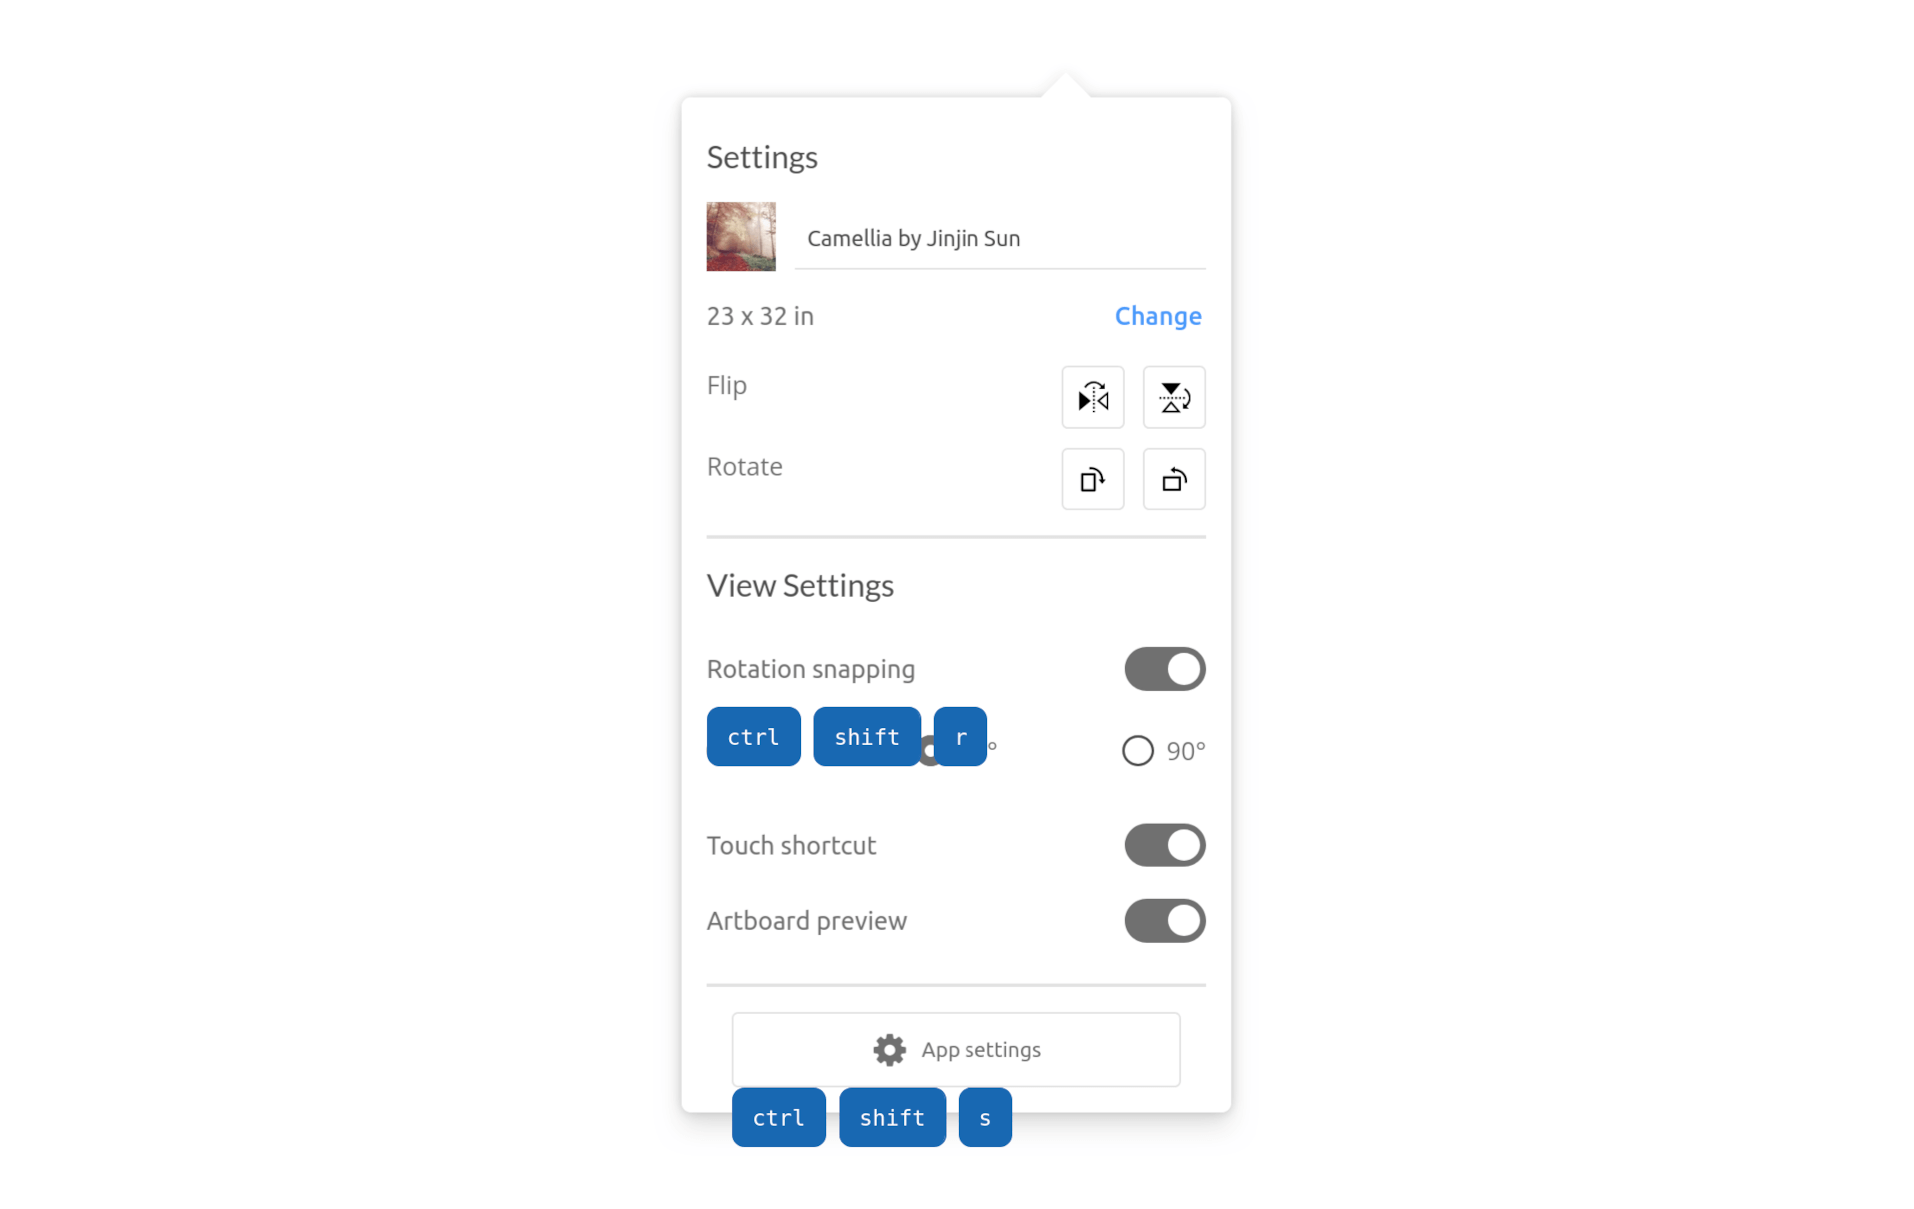 Settings
Camellia by Jinjin Sun
23 x 32 in Change
Flip
Rotate
View Settings
Rotation snapping
ctrl shift r ° 90°
Touch shortcut
Artboard preview
App settings
ctrl shift s